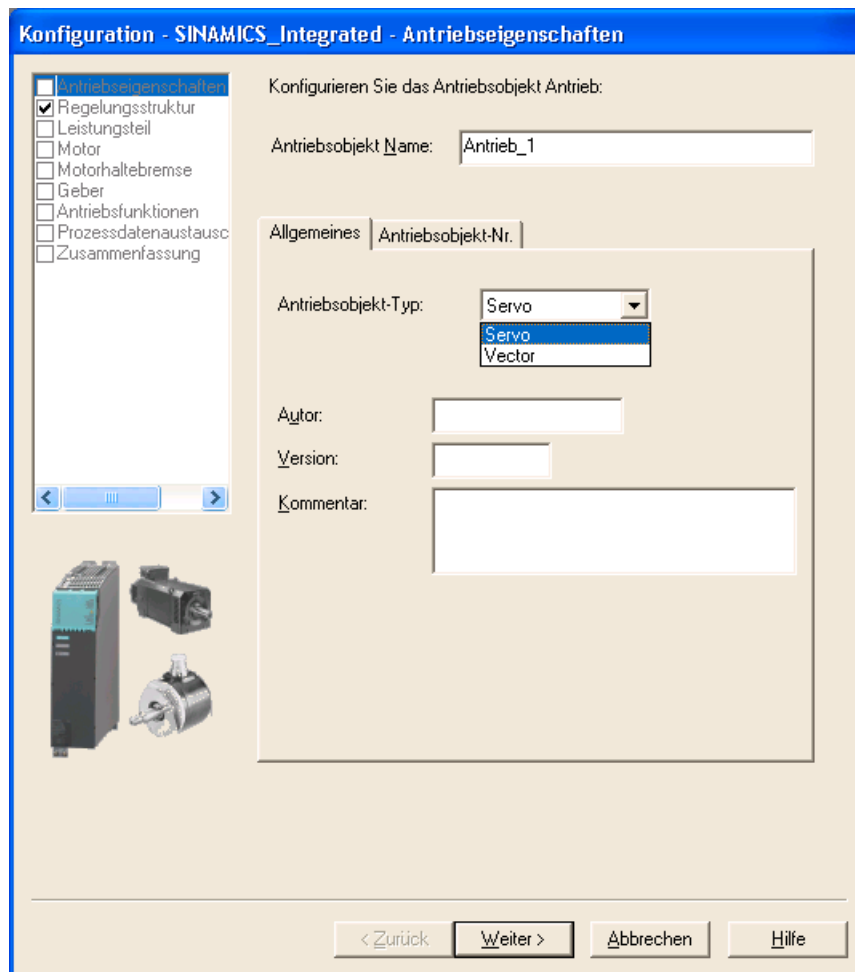 Konfiguration - SINAMICS_Integrated - Antriebseigenschaften
Antriebseigenschaften
Regelungsstruktur
Leistungsteil
Motor
Motorhaltebremse
Geber
Antriebsfunktionen
Prozessdatenaustausc
Zusammenfassung
Konfigurieren Sie das Antriebsobjekt Antrieb:
Antriebsobjekt Name: Antrieb_1
Allgemeines Antriebsobjekt-Nr.
Antriebsobjekt-Typ: Servo
Servo
Vector
Autor:
Version:
Kommentar:
< Zurück Weiter > Abbrechen Hilfe